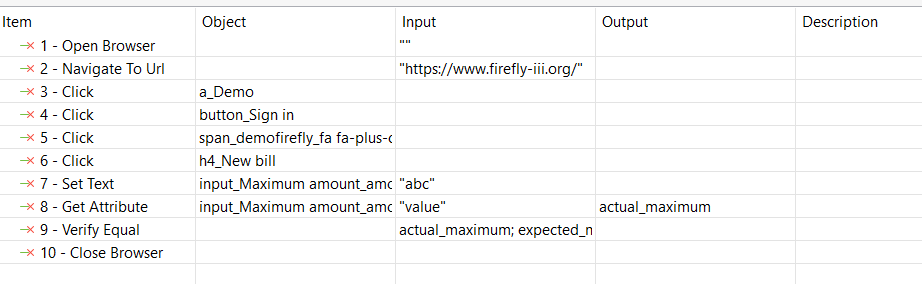 Item Object Input Output Description
1 - Open Browser ""
2 - Navigate To Url "https://www.firefly-iii.org/"
3 - Click a_Demo
4 - Click button_Sign in
5 - Click span_demofirefly_fa fa-plus-c
6 - Click h4_New bill
7 - Set Text input_Maximum amount_amo "abc"
8 - Get Attribute input_Maximum amount_amo "value" actual_maximum
9 - Verify Equal actual_maximum; expected_m
10 - Close Browser